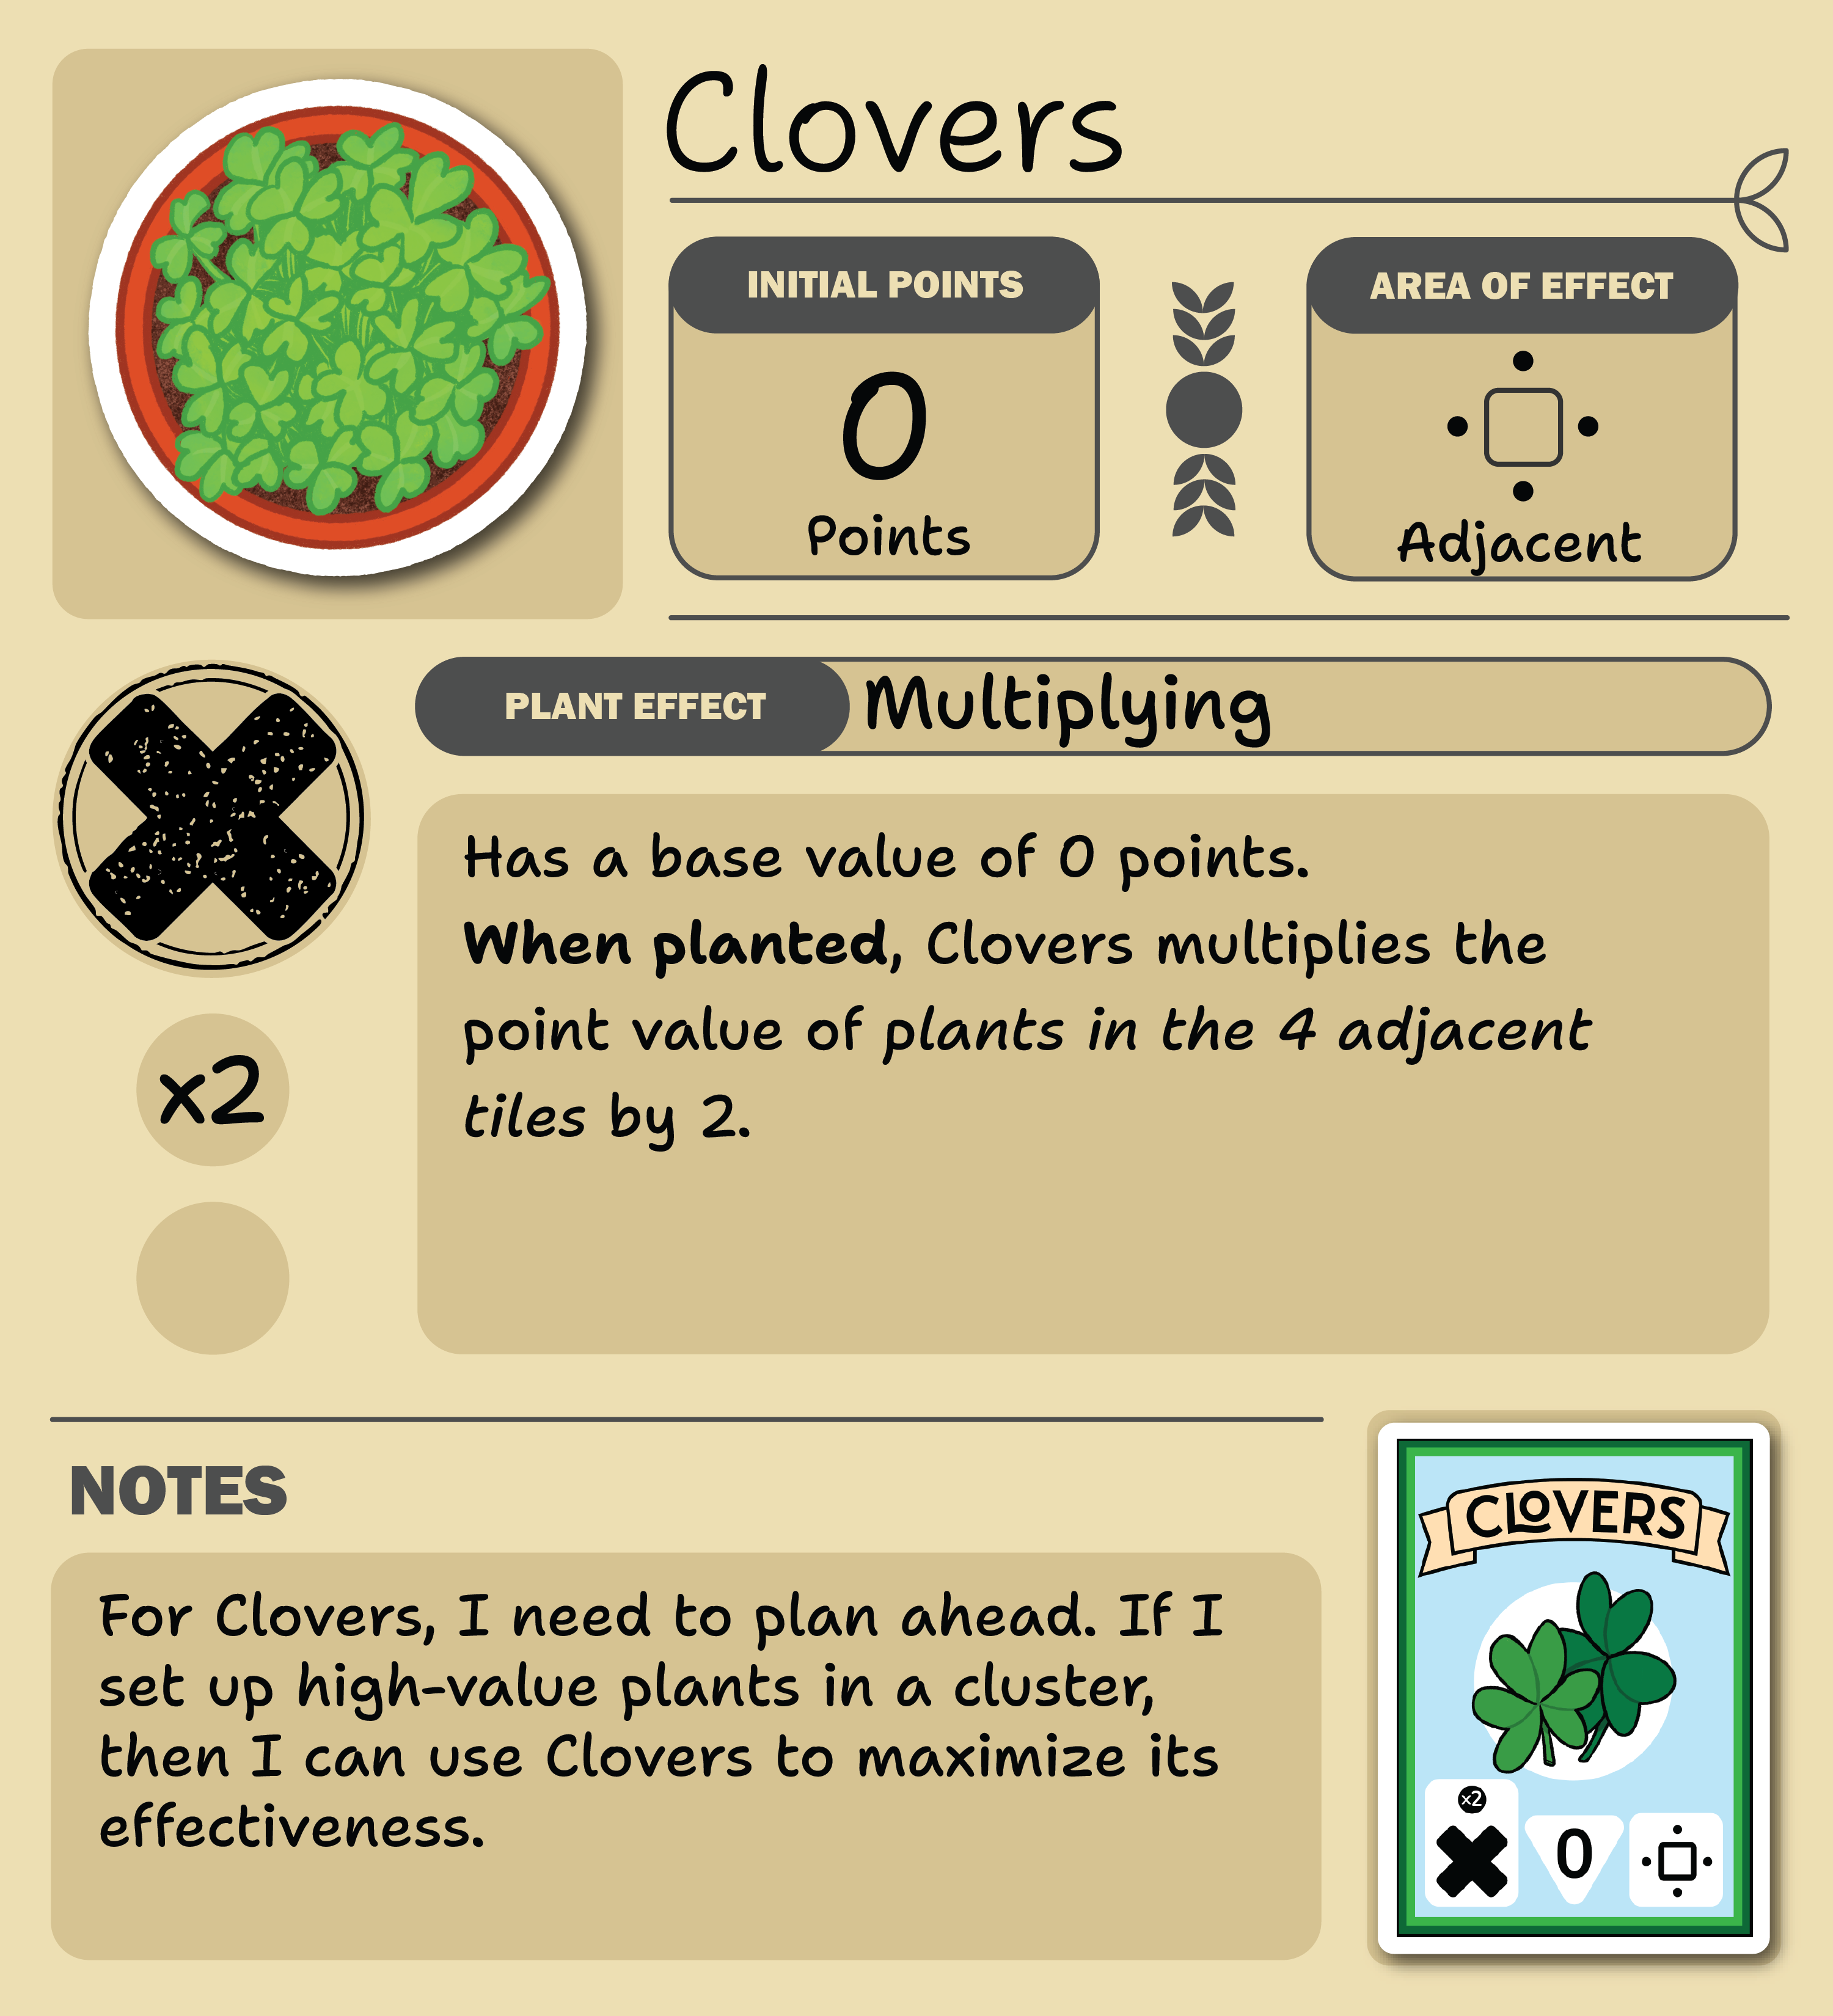 Clovers
INITIAL POINTS
0
Points
AREA OF EFFECT
Adjacent
PLANT EFFECT
Multiplying
Has a base value of 0 points.
When planted, Clovers multiplies the
point value of plants in the 4 adjacent
tiles by 2.
x2
NOTES
For Clovers, I need to plan ahead. If I
set up high-value plants in a cluster,
then I can use Clovers to maximize its
effectiveness.
CLOVERS
x2
0